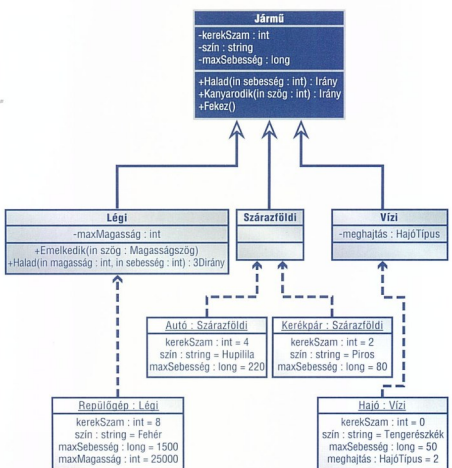 Jármű
-kerekSzam : int
-szín : string
-maxSebesség : long
+Halad(in sebesség : int) : Irány
+Kanyarodik(in szög : int) : Irány
+Fekez()
Légi
-maxMagasság : int
+Emelkedik(in szög : Magasságszög)
+Halad(in magasság : int, in sebesség : int) : 3Dirány
Szárazföldi
Vízi
-meghajtás : HajóTípus
Autó : Szárazföldi
kerekSzam : int = 4
szín : string = Hupilila
maxSebesség : long = 220
Kerékpár : Szárazföldi
kerekSzam : int = 2
szín : string = Piros
maxSebesség : long = 80
Repülőgép : Légi
kerekSzam : int = 8
szín : string = Fehér
maxSebesség : long = 1500
maxMagasság : int = 25000
Hajó : Vízi
kerekSzam : int = 0
szín : string = Tengerészkék
maxSebesség : long = 50
meghajtás : HajóTípus = 2